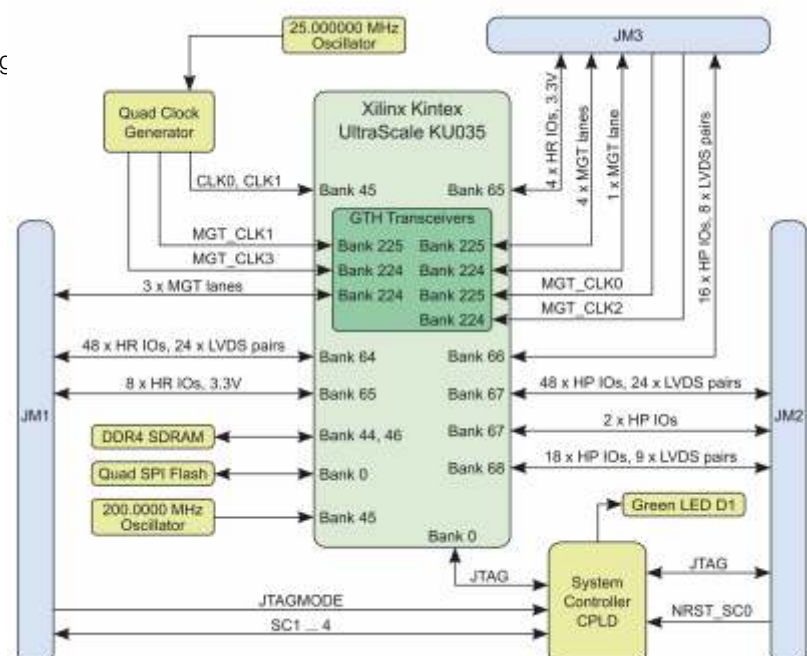 25.000000 MHz
Oscillator
JM3
g
Quad Clock
Generator
Xilinx Kintex
UltraScale KU035
4 x HR IOs, 3.3V
4 x MGT lanes
1 x MGT lane
16 x HP IOs, 8 x LVDS pairs
CLK0, CLK1
Bank 45
Bank 65
GTH Transceivers
MGT_CLK1
Bank 225
Bank 225
MGT_CLK3
Bank 224
Bank 224
MGT_CLK0
3 x MGT lanes
Bank 224
Bank 225
MGT_CLK2
Bank 224
48 x HR IOs, 24 x LVDS pairs
Bank 64
Bank 66
8 x HR IOs, 3.3V
Bank 65
Bank 67
48 x HP IOs, 24 x LVDS pairs
JM1
JM2
DDR4 SDRAM
Bank 44, 46
Bank 67
2 x HP IOs
Quad SPI Flash
Bank 0
Bank 68
18 x HP IOs, 9 x LVDS pairs
200.0000 MHz
Oscillator
Bank 45
Green LED D1
Bank 0
JTAG
System
Controller
CPLD
JTAG
JTAGMODE
NRST_SC0
SC1 ... 4